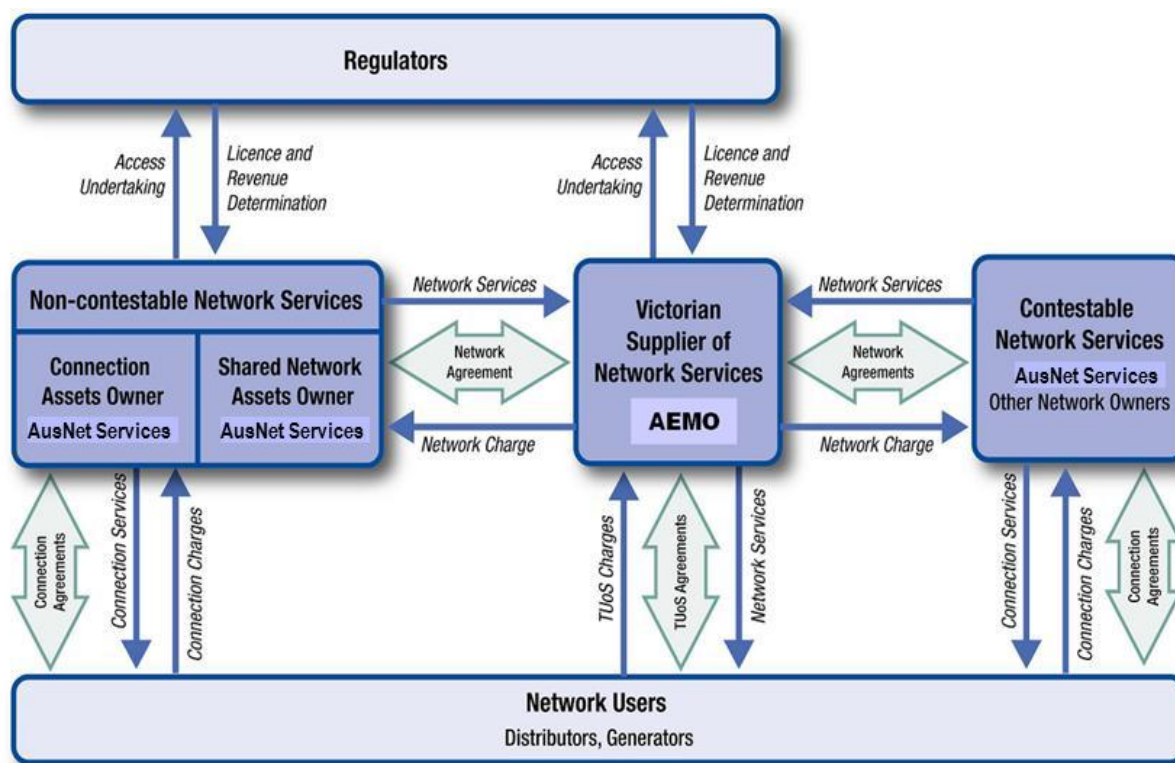 Regulators
Access
Undertaking
Licence and
Revenue
Determination
Access
Undertaking
Licence and
Revenue
Determination
Non-contestable Network Services
Connection
Assets Owner
AusNet Services
Shared Network
Assets Owner
AusNet Services
Network Services
Network
Agreement
Network Charge
Victorian
Supplier of
Network Services
AEMO
Network Services
Network
Agreements
Network Charge
Contestable
Network Services
AusNet Services
Other Network Owners
Connection
Agreements
Connection Services
Connection Charges
TUoS Charges
TUoS Agreements
Network Services
Connection Services
Connection Charges
Connection
Agreements
Network Users
Distributors, Generators